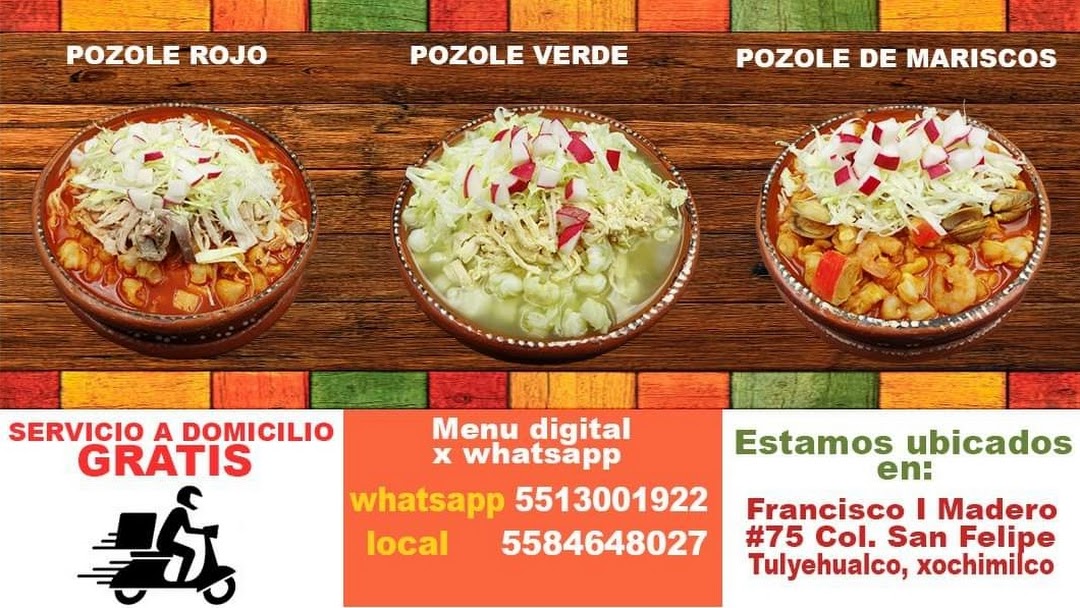 POZOLE ROJO
POZOLE VERDE
POZOLE DE MARISCOS
SERVICIO A DOMICILIO
GRATIS
Menu digital
x whatsapp
whatsapp 5513001922
local 5584648027
Estamos ubicados
en:
Francisco I Madero
#75 Col. San Felipe
Tulyehualco, xochimilco